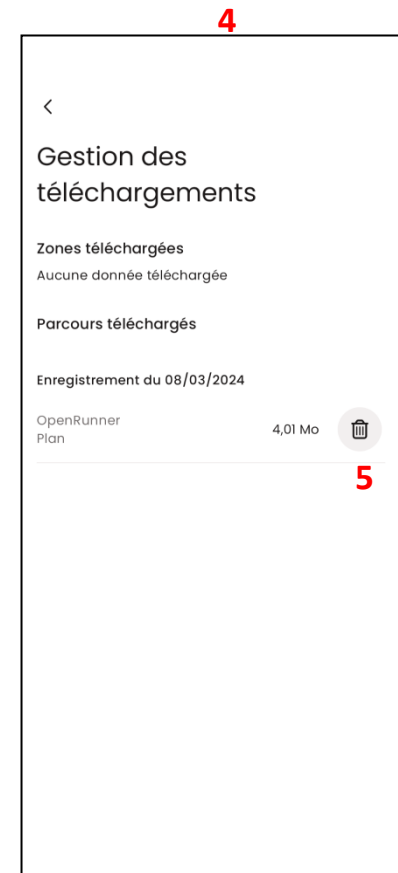 4
Gestion des
téléchargements
Zones téléchargées
Aucune donnée téléchargée
Parcours téléchargés
Enregistrement du 08/03/2024
OpenRunner
Plan
4,01 Mo
5